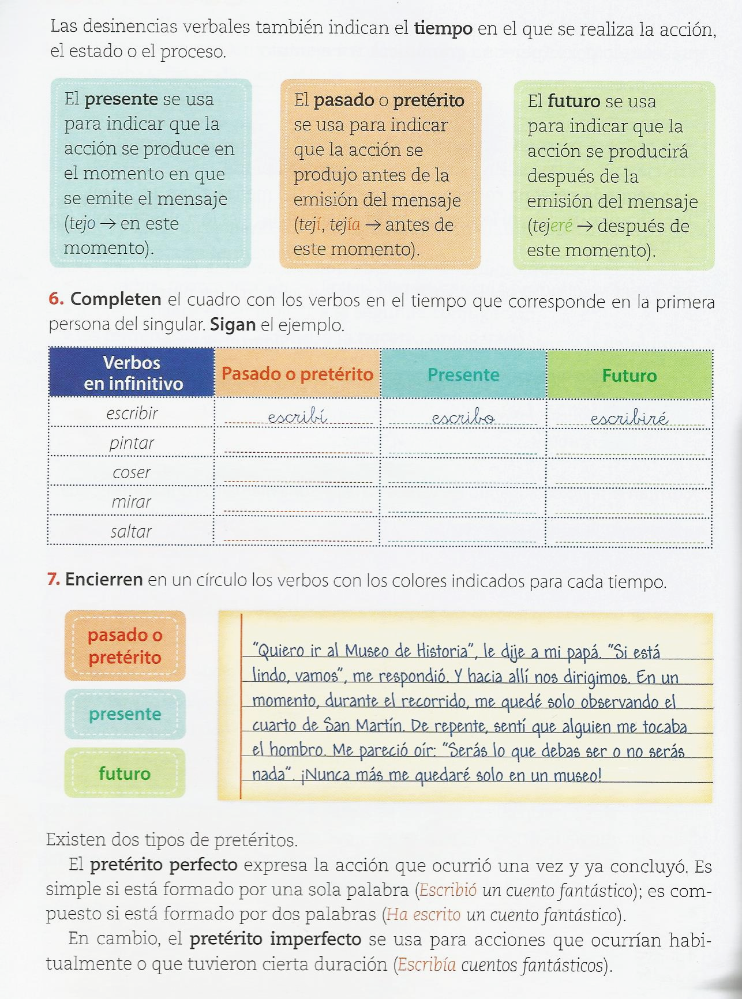 Las desinencias verbales también indican el tiempo en el que se realiza la acción,
el estado o el proceso.
El presente se usa
para indicar que la
acción se produce en
el momento en que
se emite el mensaje
(tejo → en este
momento).
El pasado o pretérito
se usa para indicar
que la acción se
produjo antes de la
emisión del mensaje
(tejí, tejía → antes de
este momento).
El futuro se usa
para indicar que la
acción se producirá
después de la
emisión del mensaje
(tejeré → después de
este momento).
6. Completen el cuadro con los verbos en el tiempo que corresponde en la primera
persona del singular. Sigan el ejemplo.
Verbos
en infinitivo
Pasado o pretérito
Presente
Futuro
escribir escribí escribo escribiré
pintar
coser
mirar
saltar
7. Encierren en un círculo los verbos con los colores indicados para cada tiempo.
pasado o
pretérito
presente
futuro
"Quiero ir al Museo de Historia", le dije a mi papá. "Si está
lindo, vamos", me respondió. Y hacia allí nos dirigimos. En un
momento, durante el recorrido, me quedé solo observando el
cuarto de San Martín. De repente, sentí que alguien me tocaba
el hombro. Me pareció oír: "Serás lo que debas ser o no serás
nada". ¡Nunca más me quedaré solo en un museo!
Existen dos tipos de pretéritos.
El pretérito perfecto expresa la acción que ocurrió una vez y ya concluyó. Es
simple si está formado por una sola palabra (Escribió un cuento fantástico); es com-
puesto si está formado por dos palabras (Ha escrito un cuento fantástico).
En cambio, el pretérito imperfecto se usa para acciones que ocurrían habi-
tualmente o que tuvieron cierta duración (Escribía cuentos fantásticos).